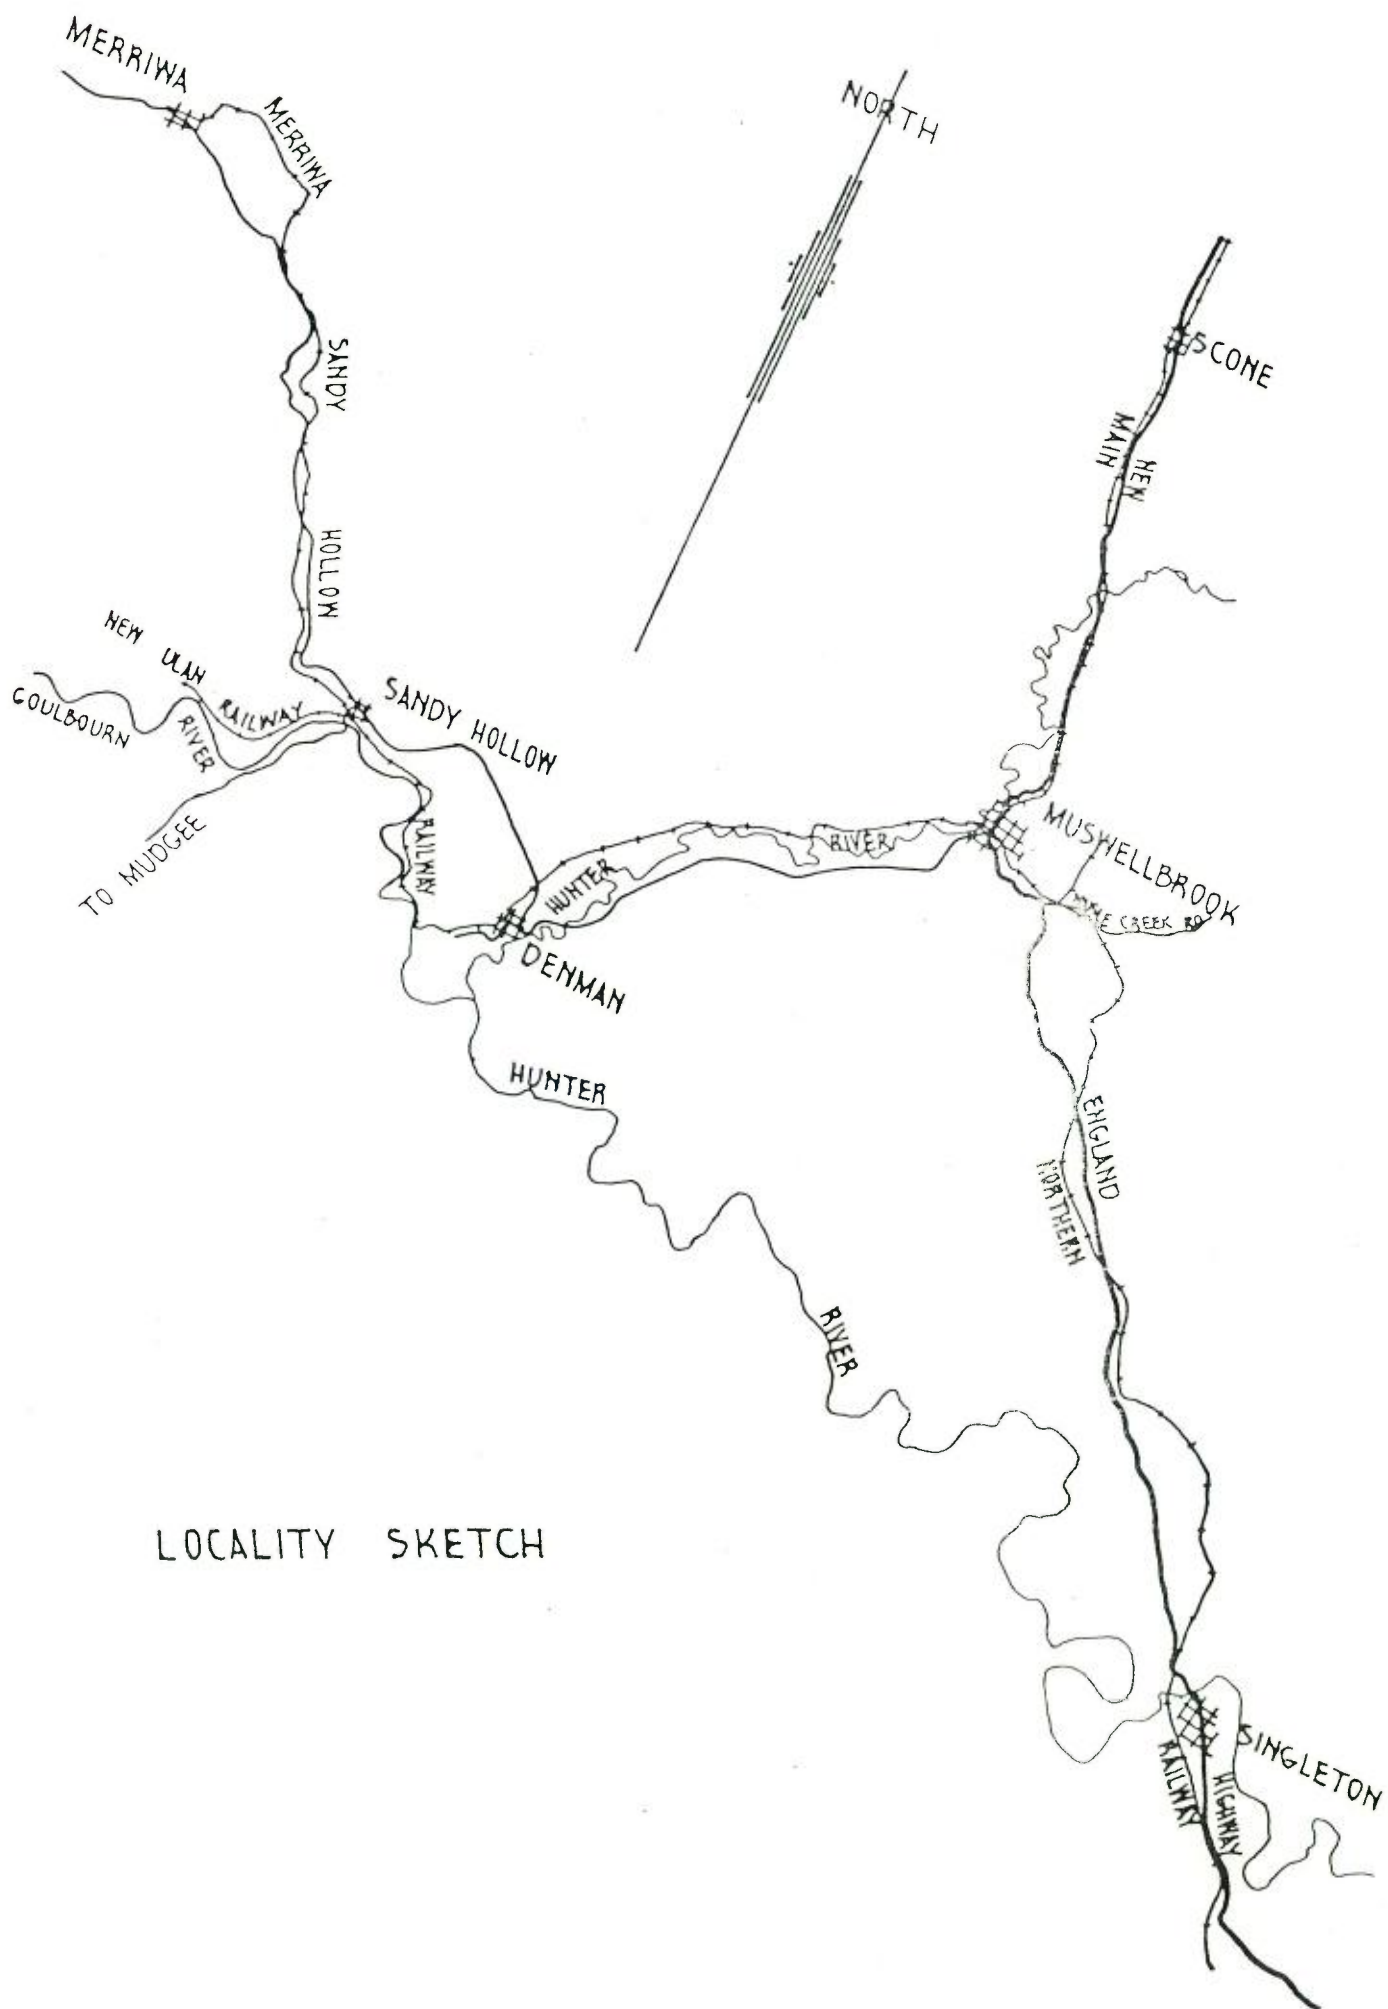 MERRIWA
MERRIWA
NORTH
SCONE
SANDY
MAIN
NEW
HOLLOW
NEW ULAN
RAILWAY
GOULBOURN
RIVER
SANDY HOLLOW
TO MUDGEE
RAILWAY
MUSWELLBROOK
RIVER
HUNTER
CREEK RD
DENMAN
HUNTER
ENGLAND
NORTHERN
RIVER
LOCALITY SKETCH
SINGLETON
RAILWAY
HIGHWAY